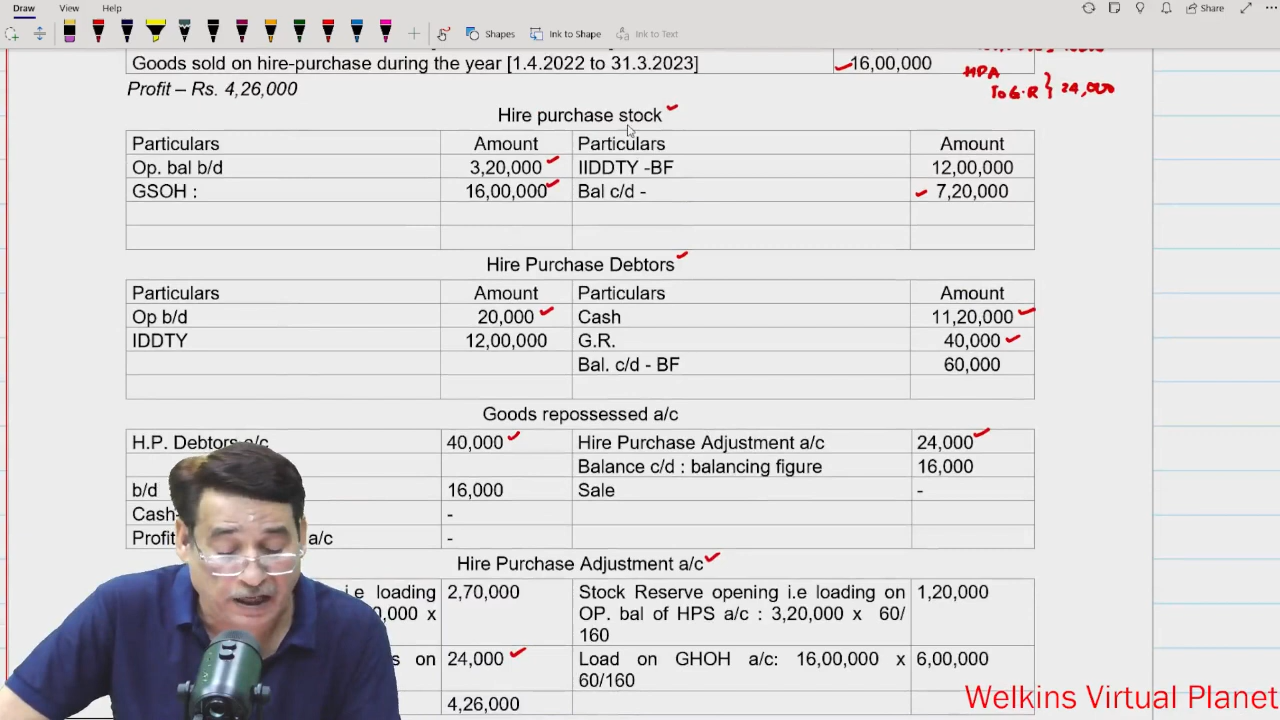 Draw View Help
Share
Shapes Ink to Shape Ink to Text
Goods sold on hire-purchase during the year [1.4.2022 to 31.3.2023] 16,00,000
HPA
To G.R } 24,000
Profit – Rs. 4,26,000
Hire purchase stock
Particulars Amount Particulars Amount
Op. bal b/d 3,20,000 IIDDTY -BF 12,00,000
GSOH : 16,00,000 Bal c/d - 7,20,000
Hire Purchase Debtors
Particulars Amount Particulars Amount
Op b/d 20,000 Cash 11,20,000
IDDTY 12,00,000 G.R. 40,000
Bal. c/d - BF 60,000
Goods repossessed a/c
H.P. Debtors a/c 40,000 Hire Purchase Adjustment a/c 24,000
Balance c/d : balancing figure 16,000
b/d 16,000 Sale -
Cash- -
Profit a/c -
Hire Purchase Adjustment a/c
i.e loading 2,70,000 Stock Reserve opening i.e loading on 1,20,000
0,000 x OP. bal of HPS a/c : 3,20,000 x 60/
160
s on 24,000 Load on GHOH a/c: 16,00,000 x 6,00,000
60/160
4,26,000
Welkins Virtual Planet